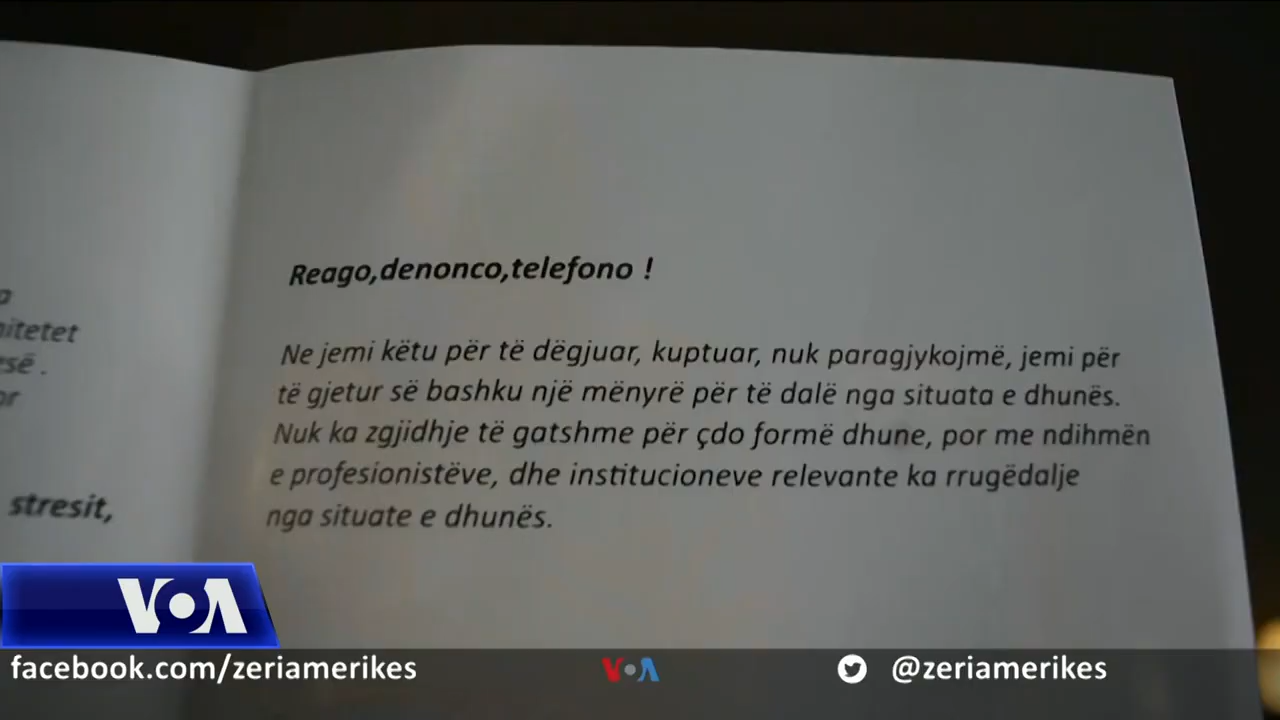 Reago,denonco,telefono !
Ne jemi këtu për të dëgjuar, kuptuar, nuk paragjykojmë, jemi për
të gjetur së bashku një mënyrë për të dalë nga situata e dhunës.
Nuk ka zgjidhje të gatshme për çdo formë dhune, por me ndihmën
e profesionistëve, dhe institucioneve relevante ka rrugëdalje
nga situate e dhunës.
stresit,
VOA
facebook.com/zeriamerikes
VOA
@zeriamerikes